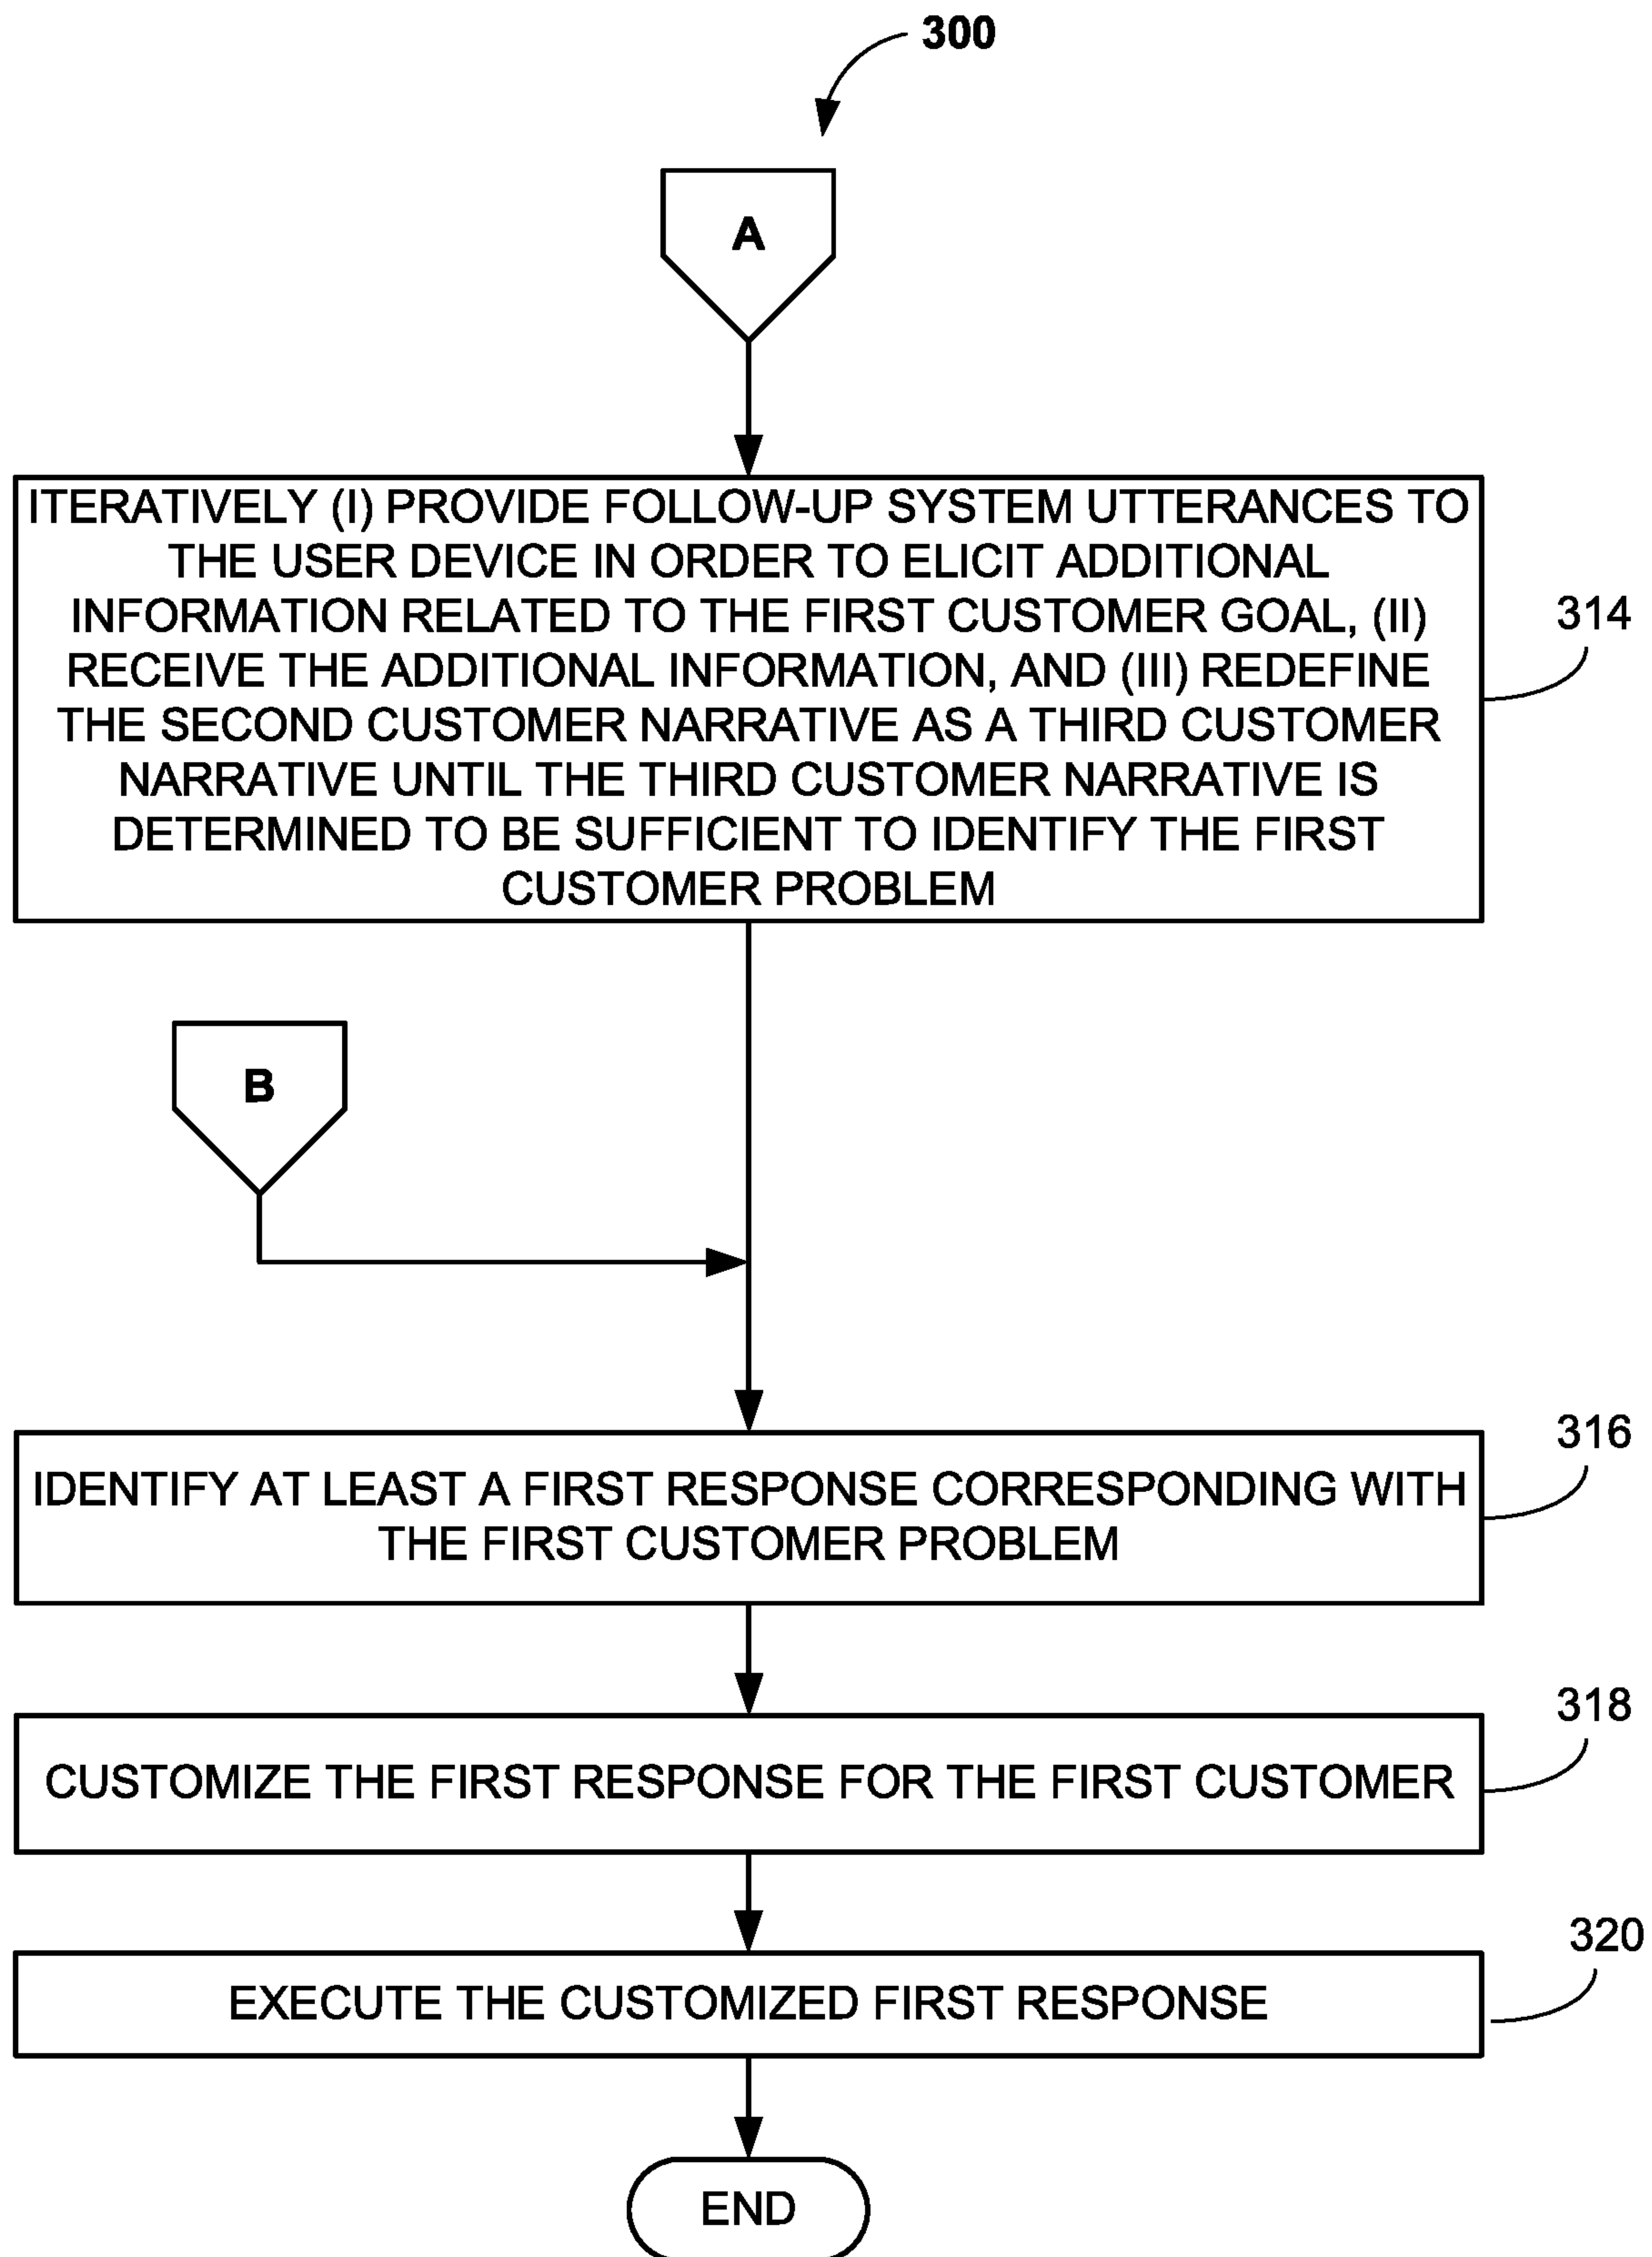 300
A
ITERATIVELY (I) PROVIDE FOLLOW-UP SYSTEM UTTERANCES TO
THE USER DEVICE IN ORDER TO ELICIT ADDITIONAL
INFORMATION RELATED TO THE FIRST CUSTOMER GOAL, (II)
RECEIVE THE ADDITIONAL INFORMATION, AND (III) REDEFINE
THE SECOND CUSTOMER NARRATIVE AS A THIRD CUSTOMER
NARRATIVE UNTIL THE THIRD CUSTOMER NARRATIVE IS
DETERMINED TO BE SUFFICIENT TO IDENTIFY THE FIRST
CUSTOMER PROBLEM
314
B
IDENTIFY AT LEAST A FIRST RESPONSE CORRESPONDING WITH
THE FIRST CUSTOMER PROBLEM
316
CUSTOMIZE THE FIRST RESPONSE FOR THE FIRST CUSTOMER
318
EXECUTE THE CUSTOMIZED FIRST RESPONSE
320
END